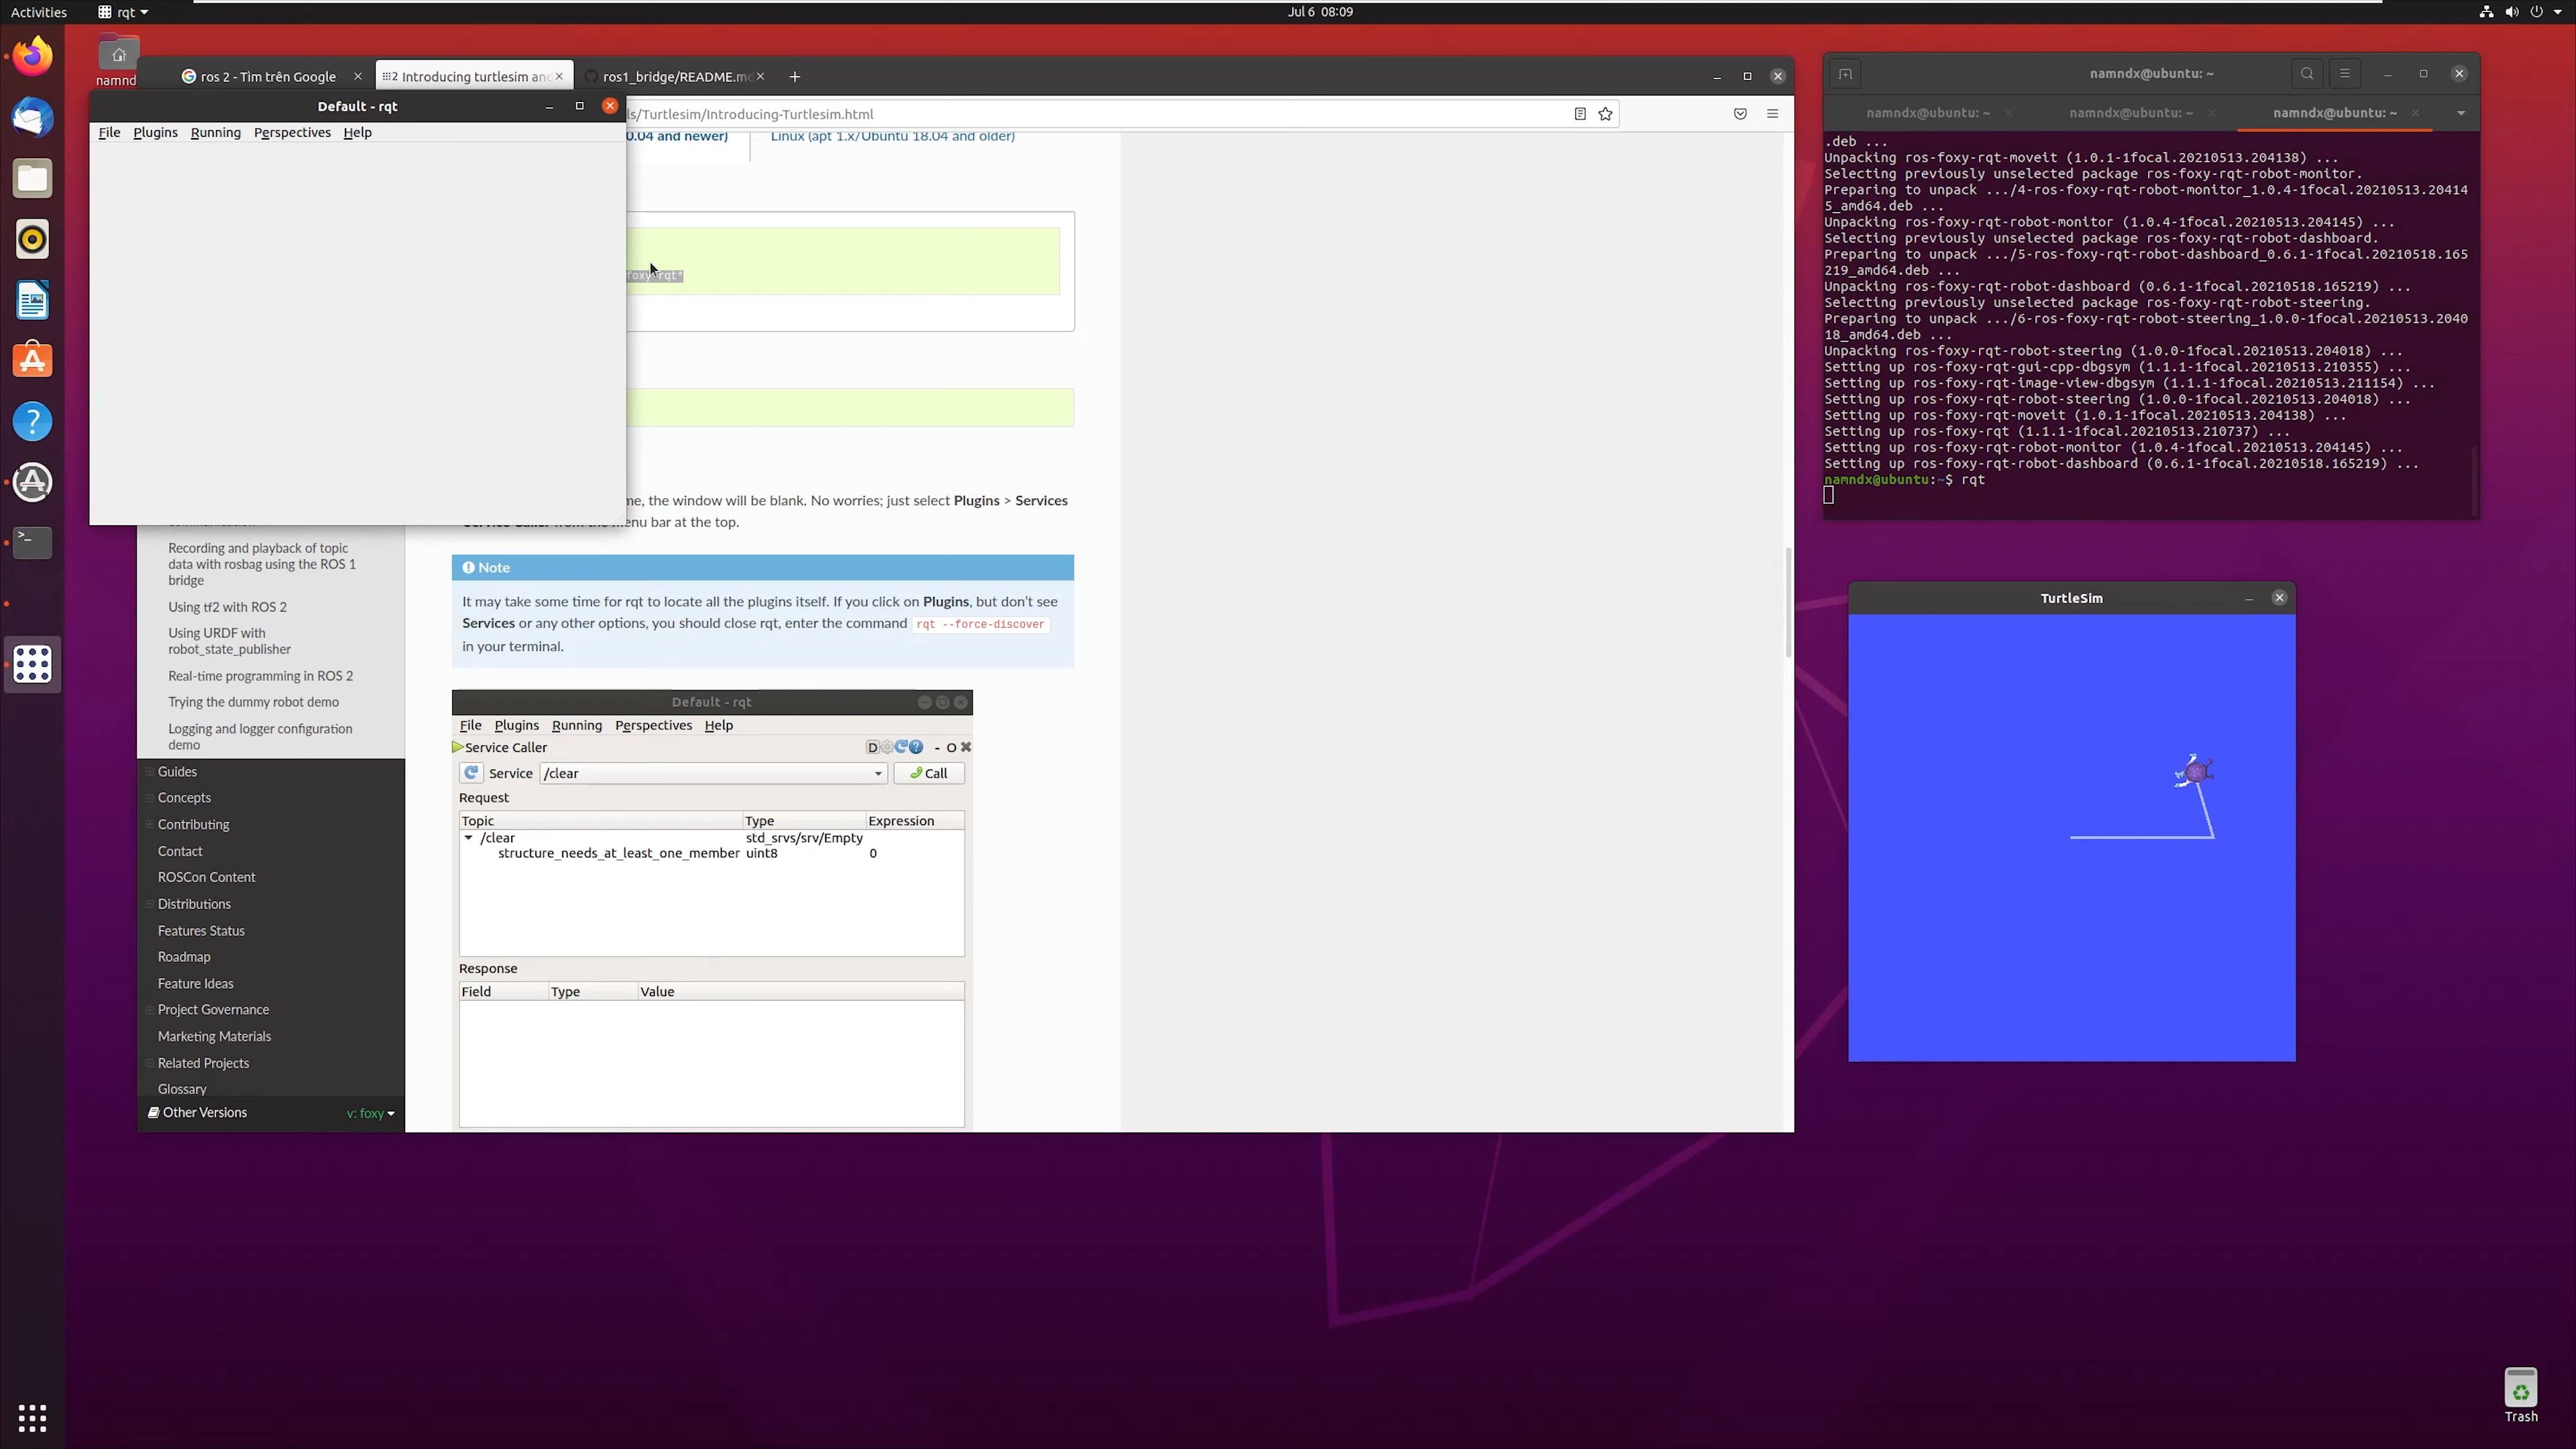 Activities
rqt
Jul 6 08:09
namnd
ros 2 - Tìm trên Google
Introducing turtlesim an
ros1_bridge/README.m
ls/Turtlesim/Introducing-Turtlesim.html
Default - rqt
File Plugins Running Perspectives Help
0.04 and newer)
Linux (apt 1.x/Ubuntu 18.04 and older)
foxy-rqt*
me, the window will be blank. No worries; just select Plugins > Services
from the menu bar at the top.
Note
It may take some time for rqt to locate all the plugins itself. If you click on Plugins, but don't see
Services or any other options, you should close rqt, enter the command rqt --force-discover
in your terminal.
Default - rqt
File Plugins Running Perspectives Help
Service Caller
D
- O
Service /clear Call
Request
Topic Type Expression
/clear std_srvs/srv/Empty
structure_needs_at_least_one_member uint8 0
Response
Field Type Value
Recording and playback of topic
data with rosbag using the ROS 1
bridge
Using tf2 with ROS 2
Using URDF with
robot_state_publisher
Real-time programming in ROS 2
Trying the dummy robot demo
Logging and logger configuration
demo
Guides
Concepts
Contributing
Contact
ROSCon Content
Distributions
Features Status
Roadmap
Feature Ideas
Project Governance
Marketing Materials
Related Projects
Glossary
Other Versions
v: foxy
namndx@ubuntu: ~
namndx@ubuntu: ~
namndx@ubuntu: ~
namndx@ubuntu: ~
.deb ...
Unpacking ros-foxy-rqt-moveit (1.0.1-1focal.20210513.204138) ...
Selecting previously unselected package ros-foxy-rqt-robot-monitor.
Preparing to unpack .../4-ros-foxy-rqt-robot-monitor_1.0.4-1focal.20210513.20414
5_amd64.deb ...
Unpacking ros-foxy-rqt-robot-monitor (1.0.4-1focal.20210513.204145) ...
Selecting previously unselected package ros-foxy-rqt-robot-dashboard.
Preparing to unpack .../5-ros-foxy-rqt-robot-dashboard_0.6.1-1focal.20210518.165
219_amd64.deb ...
Unpacking ros-foxy-rqt-robot-dashboard (0.6.1-1focal.20210518.165219) ...
Selecting previously unselected package ros-foxy-rqt-robot-steering.
Preparing to unpack .../6-ros-foxy-rqt-robot-steering_1.0.0-1focal.20210513.2040
18_amd64.deb ...
Unpacking ros-foxy-rqt-robot-steering (1.0.0-1focal.20210513.204018) ...
Setting up ros-foxy-rqt-gui-cpp-dbgsym (1.1.1-1focal.20210513.210355) ...
Setting up ros-foxy-rqt-image-view-dbgsym (1.1.1-1focal.20210513.211154) ...
Setting up ros-foxy-rqt-robot-steering (1.0.0-1focal.20210513.204018) ...
Setting up ros-foxy-rqt-moveit (1.0.1-1focal.20210513.204138) ...
Setting up ros-foxy-rqt (1.1.1-1focal.20210513.210737) ...
Setting up ros-foxy-rqt-robot-monitor (1.0.4-1focal.20210513.204145) ...
Setting up ros-foxy-rqt-robot-dashboard (0.6.1-1focal.20210518.165219) ...
namndx@ubuntu:~$ rqt
TurtleSim
Trash